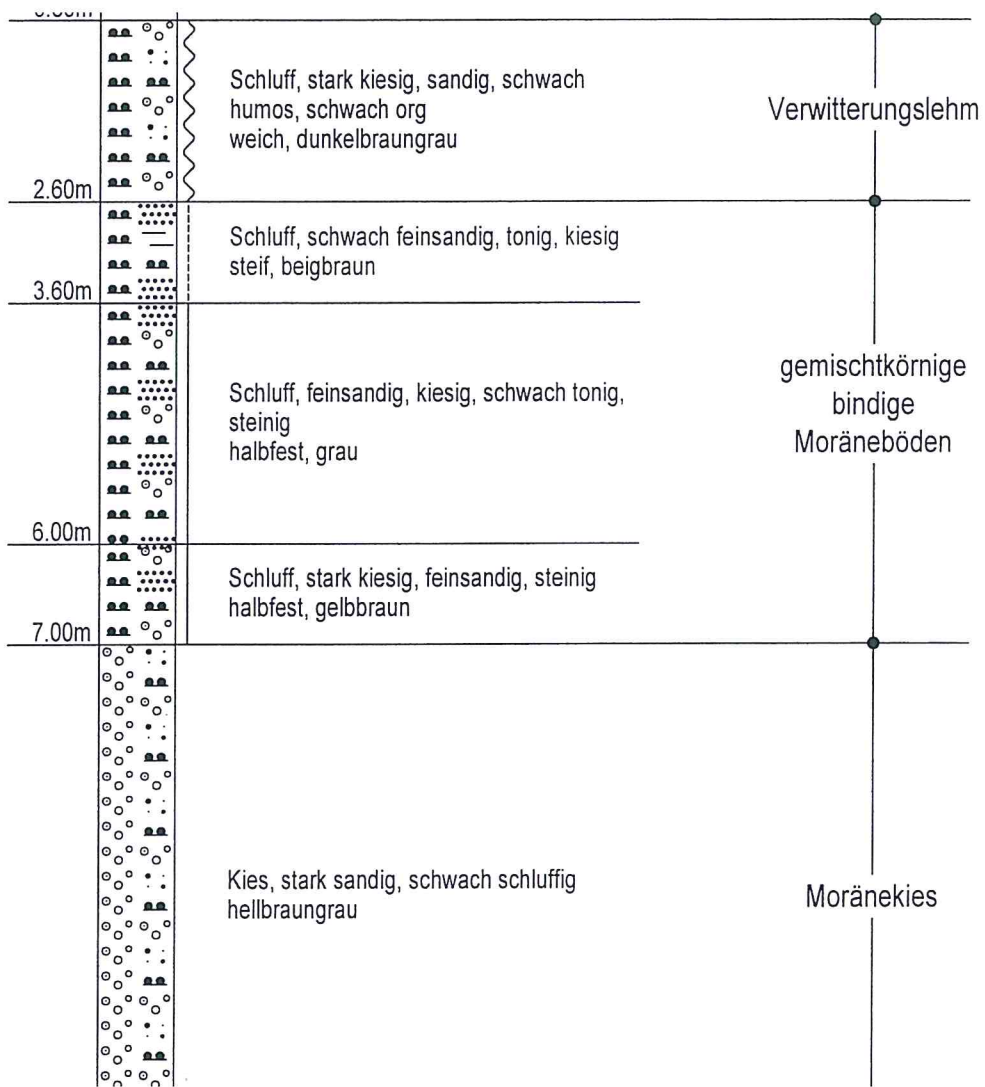 Schluff, stark kiesig, sandig, schwach
humos, schwach org
weich, dunkelbraungrau
Verwitterungslehm
2.60m
Schluff, schwach feinsandig, tonig, kiesig
steif, beigbraun
3.60m
Schluff, feinsandig, kiesig, schwach tonig,
steinig
halbfest, grau
gemischtkörnige
bindige
Moräneböden
6.00m
Schluff, stark kiesig, feinsandig, steinig
halbfest, gelbbraun
7.00m
Kies, stark sandig, schwach schluffig
hellbraungrau
Moränekies